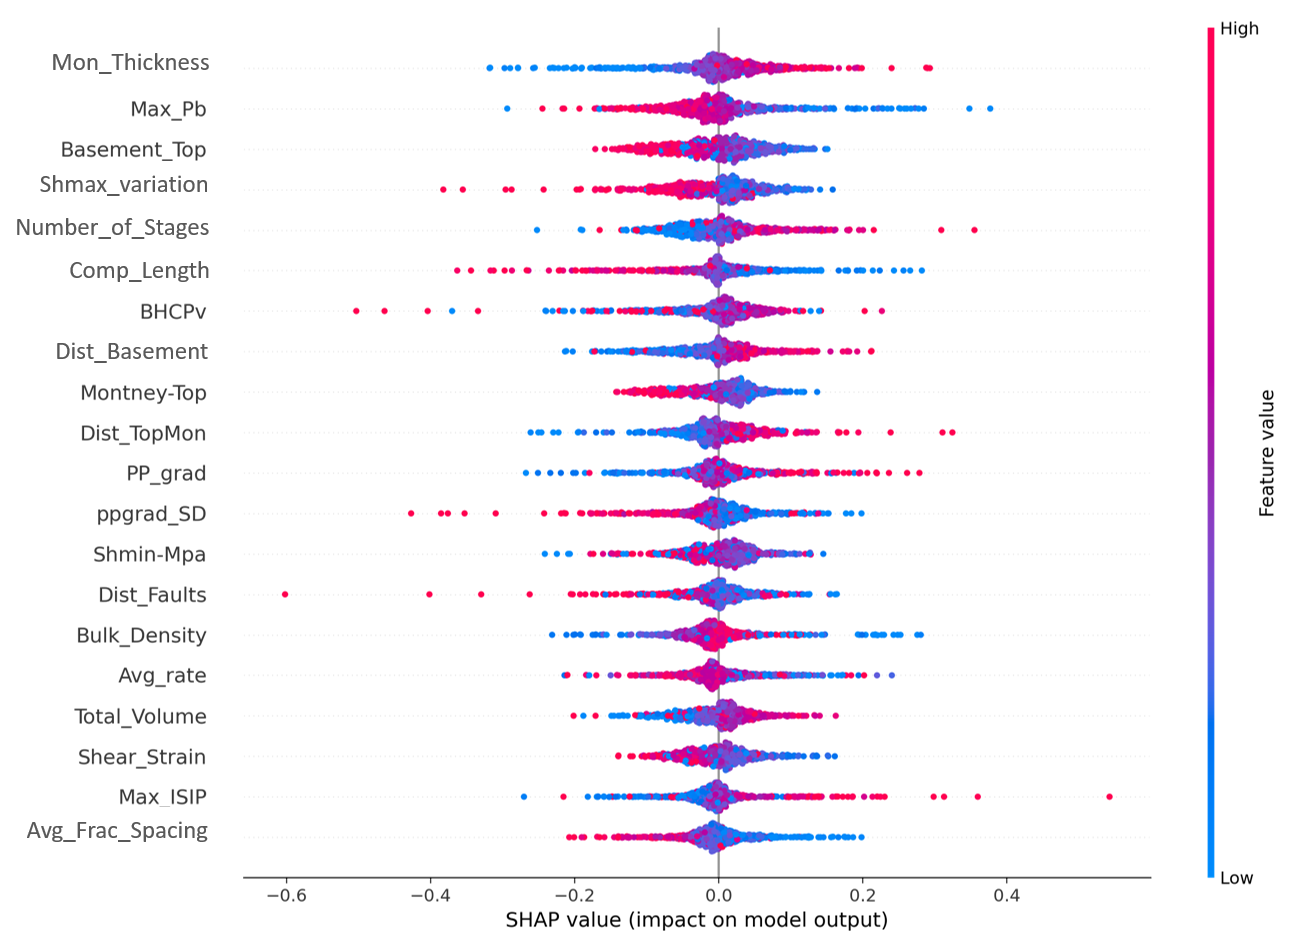 High
Mon_Thickness
Max_Pb
Basement_Top
Shmax_variation
Number_of_Stages
Comp_Length
BHCPv
Dist_Basement
Montney-Top
Dist_TopMon
PP_grad
ppgrad_SD
Shmin-Mpa
Dist_Faults
Bulk_Density
Avg_rate
Total_Volume
Shear_Strain
Max_ISIP
Avg_Frac_Spacing
Feature value
Low
−0.6 −0.4 −0.2 0.0 0.2 0.4
SHAP value (impact on model output)